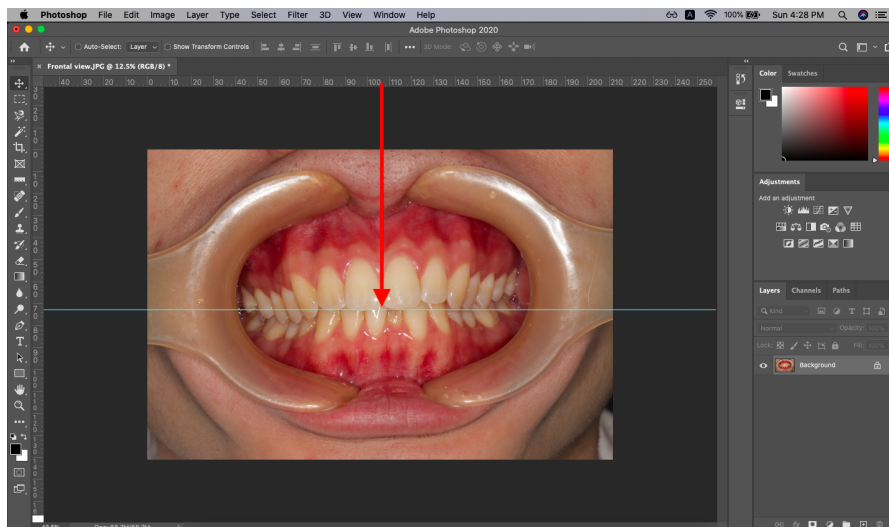 Photoshop File Edit Image Layer Type Select Filter 3D View Window Help 100% Sun 4:28 PM
Adobe Photoshop 2020
Auto-Select: Layer Show Transform Controls 3D Mode:
× Frontal view.JPG @ 12.5% (RGB/8) *
40 30 20 10 0 10 20 30 40 50 60 70 80 90 100 110 120 130 140 150 160 170 180 190 200 210 220 230 240 250
Color Swatches
Adjustments
Add an adjustment
Layers Channels Paths
Kind
Normal Opacity: 100%
Lock: Fill: 100%
Background